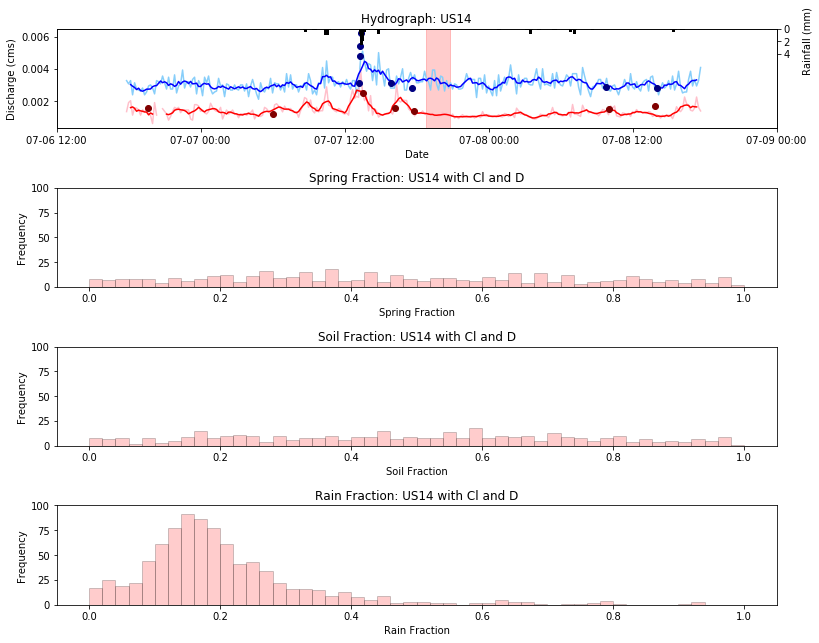 Hydrograph: US14
0.006
0.004
0.002
Discharge (cms)
0
2
4
Rainfall (mm)
07-06 12:00 07-07 00:00 07-07 12:00 07-08 00:00 07-08 12:00 07-09 00:00
Date
Spring Fraction: US14 with Cl and D
100
75
50
25
0
Frequency
0.0 0.2 0.4 0.6 0.8 1.0
Spring Fraction
Soil Fraction: US14 with Cl and D
100
75
50
25
0
Frequency
0.0 0.2 0.4 0.6 0.8 1.0
Soil Fraction
Rain Fraction: US14 with Cl and D
100
75
50
25
0
Frequency
0.0 0.2 0.4 0.6 0.8 1.0
Rain Fraction